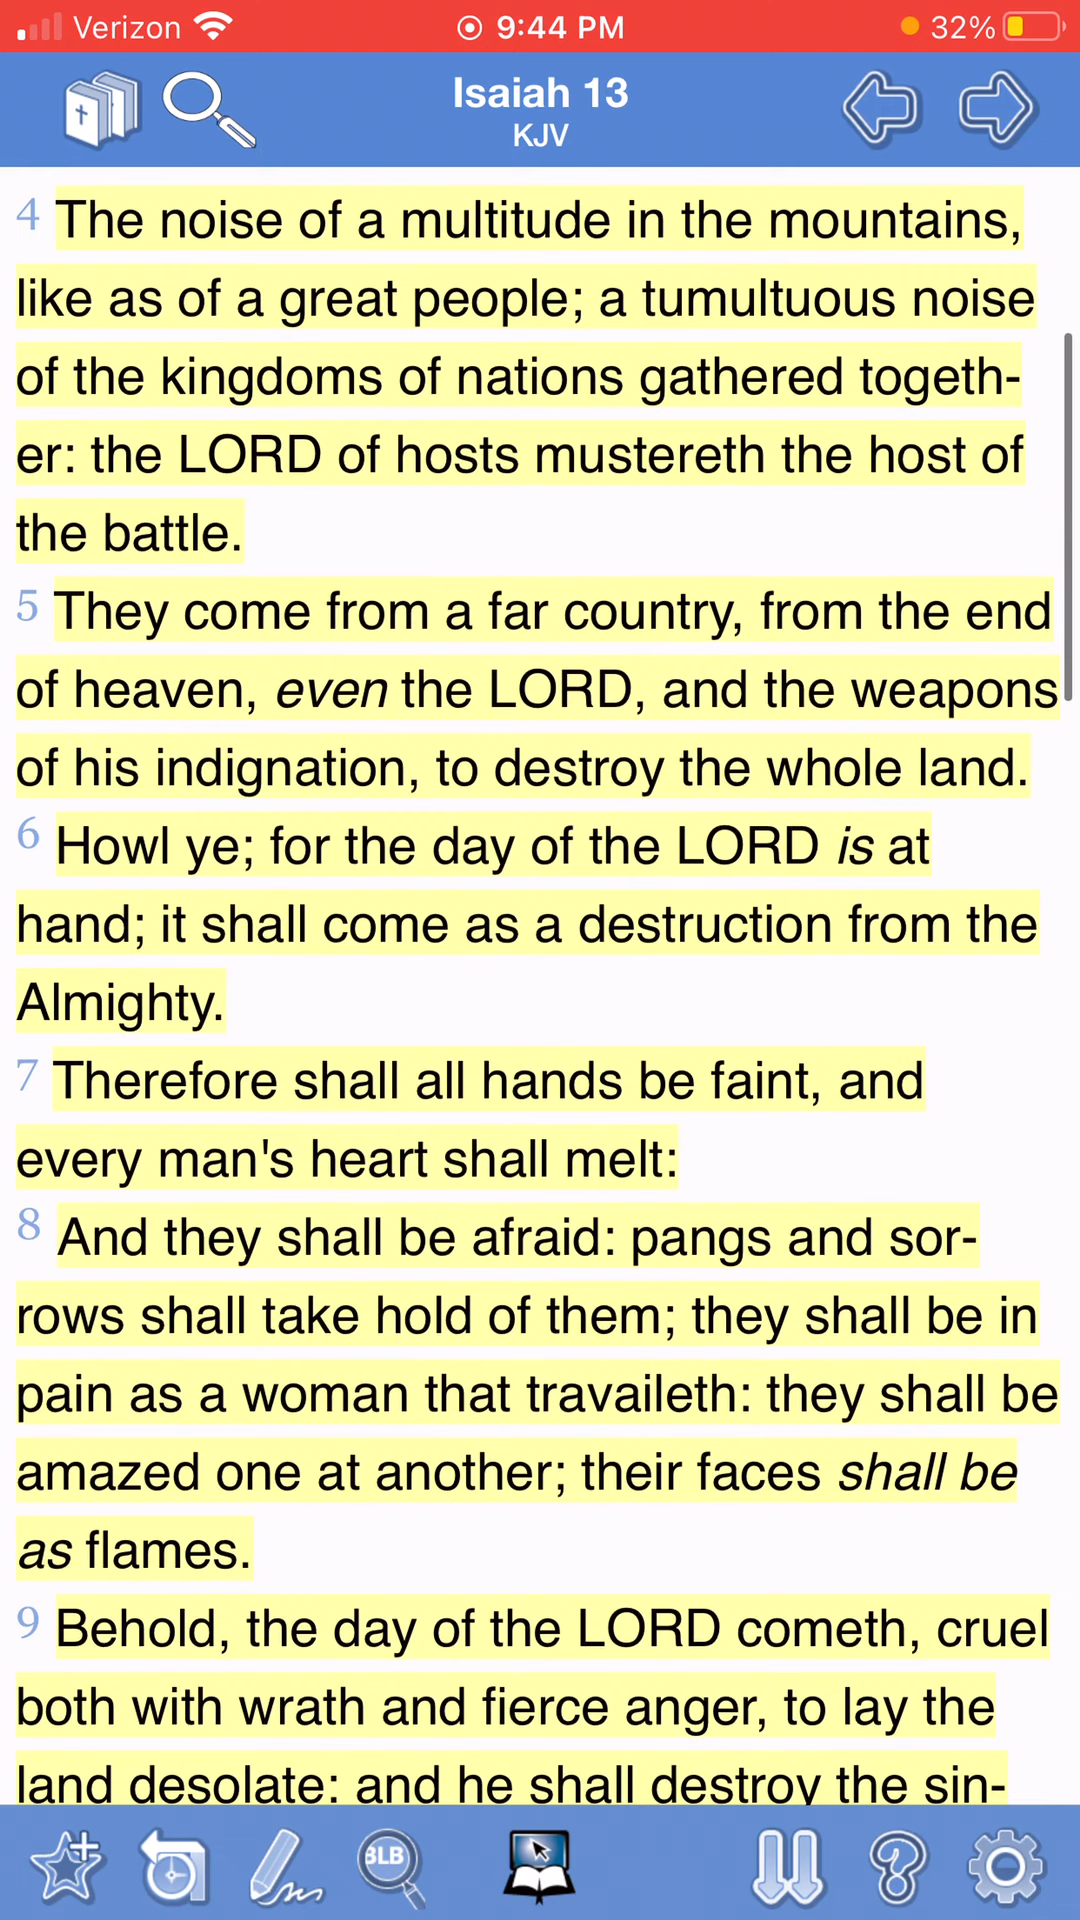 Verizon 9:44 PM 32%
Isaiah 13
KJV
4 The noise of a multitude in the mountains,
like as of a great people; a tumultuous noise
of the kingdoms of nations gathered togeth-
er: the LORD of hosts mustereth the host of
the battle.
5 They come from a far country, from the end
of heaven, even the LORD, and the weapons
of his indignation, to destroy the whole land.
6 Howl ye; for the day of the LORD is at
hand; it shall come as a destruction from the
Almighty.
7 Therefore shall all hands be faint, and
every man's heart shall melt:
8 And they shall be afraid: pangs and sor-
rows shall take hold of them; they shall be in
pain as a woman that travaileth: they shall be
amazed one at another; their faces shall be
as flames.
9 Behold, the day of the LORD cometh, cruel
both with wrath and fierce anger, to lay the
land desolate: and he shall destroy the sin-
BLB